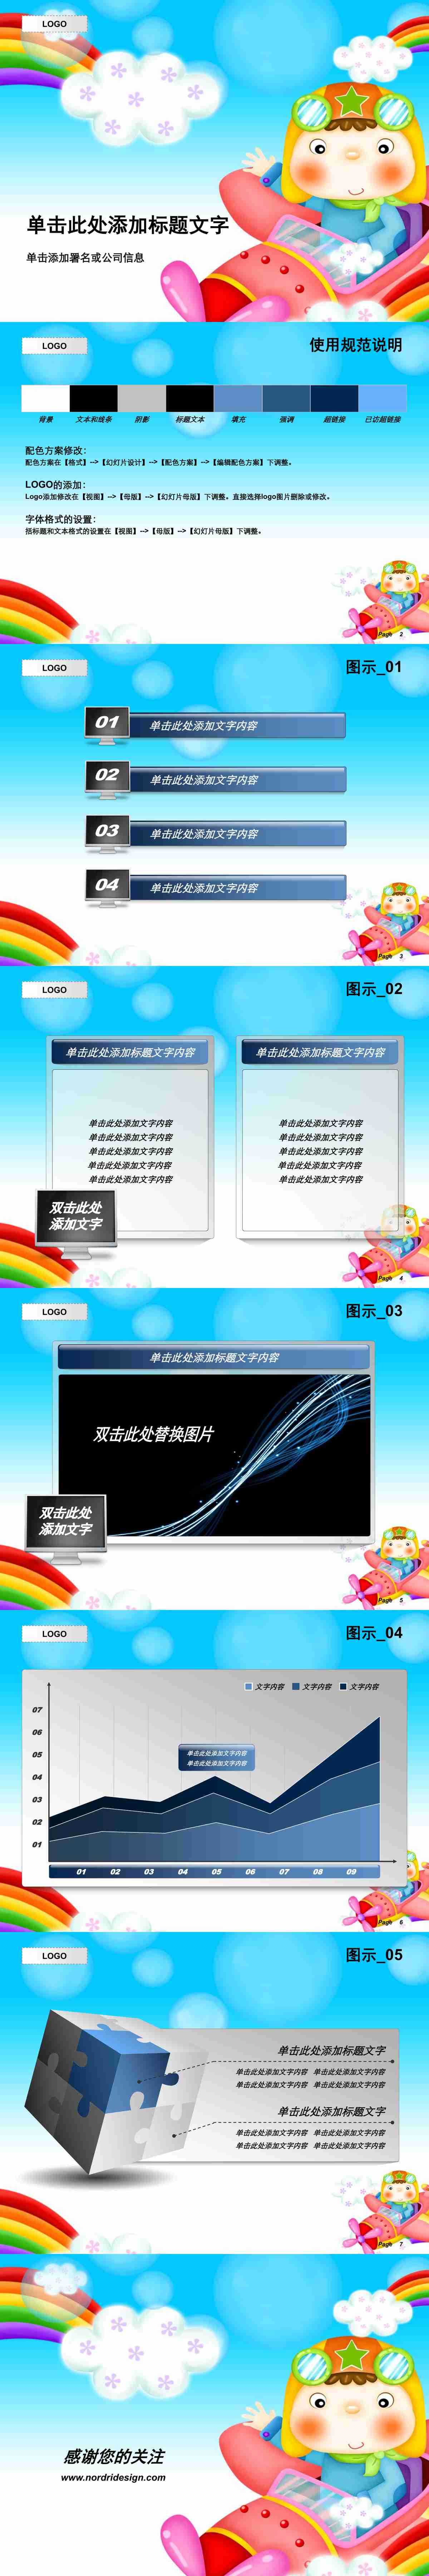 LOGO
单击此处添加标题文字
单击添加署名或公司信息
LOGO
使用规范说明
背景 文本和线条 阴影 标题文本 填充 强调 超链接 已访超链接
配色方案修改：
配色方案在【格式】-->【幻灯片设计】-->【配色方案】-->【编辑配色方案】下调整。
LOGO的添加：
Logo添加修改在【视图】-->【母版】-->【幻灯片母版】下调整。直接选择logo图片删除或修改。
字体格式的设置：
括标题和文本格式的设置在【视图】-->【母版】-->【幻灯片母版】下调整。
Page 2
LOGO
图示_01
01 单击此处添加文字内容
02 单击此处添加文字内容
03 单击此处添加文字内容
04 单击此处添加文字内容
Page 3
LOGO
图示_02
单击此处添加标题文字内容
单击此处添加文字内容
单击此处添加文字内容
单击此处添加文字内容
单击此处添加文字内容
单击此处添加文字内容
双击此处
添加文字
单击此处添加标题文字内容
单击此处添加文字内容
单击此处添加文字内容
单击此处添加文字内容
单击此处添加文字内容
单击此处添加文字内容
Page 4
LOGO
图示_03
单击此处添加标题文字内容
双击此处替换图片
双击此处
添加文字
Page 5
LOGO
图示_04
文字内容 文字内容 文字内容
07
06
05
04
03
02
01
单击此处添加文字内容
单击此处添加文字内容
01 02 03 04 05 06 07 08 09
Page 6
LOGO
图示_05
单击此处添加标题文字
单击此处添加文字内容 单击此处添加文字内容
单击此处添加文字内容 单击此处添加文字内容
单击此处添加标题文字
单击此处添加文字内容 单击此处添加文字内容
单击此处添加文字内容 单击此处添加文字内容
Page 7
感谢您的关注
www.nordridesign.com